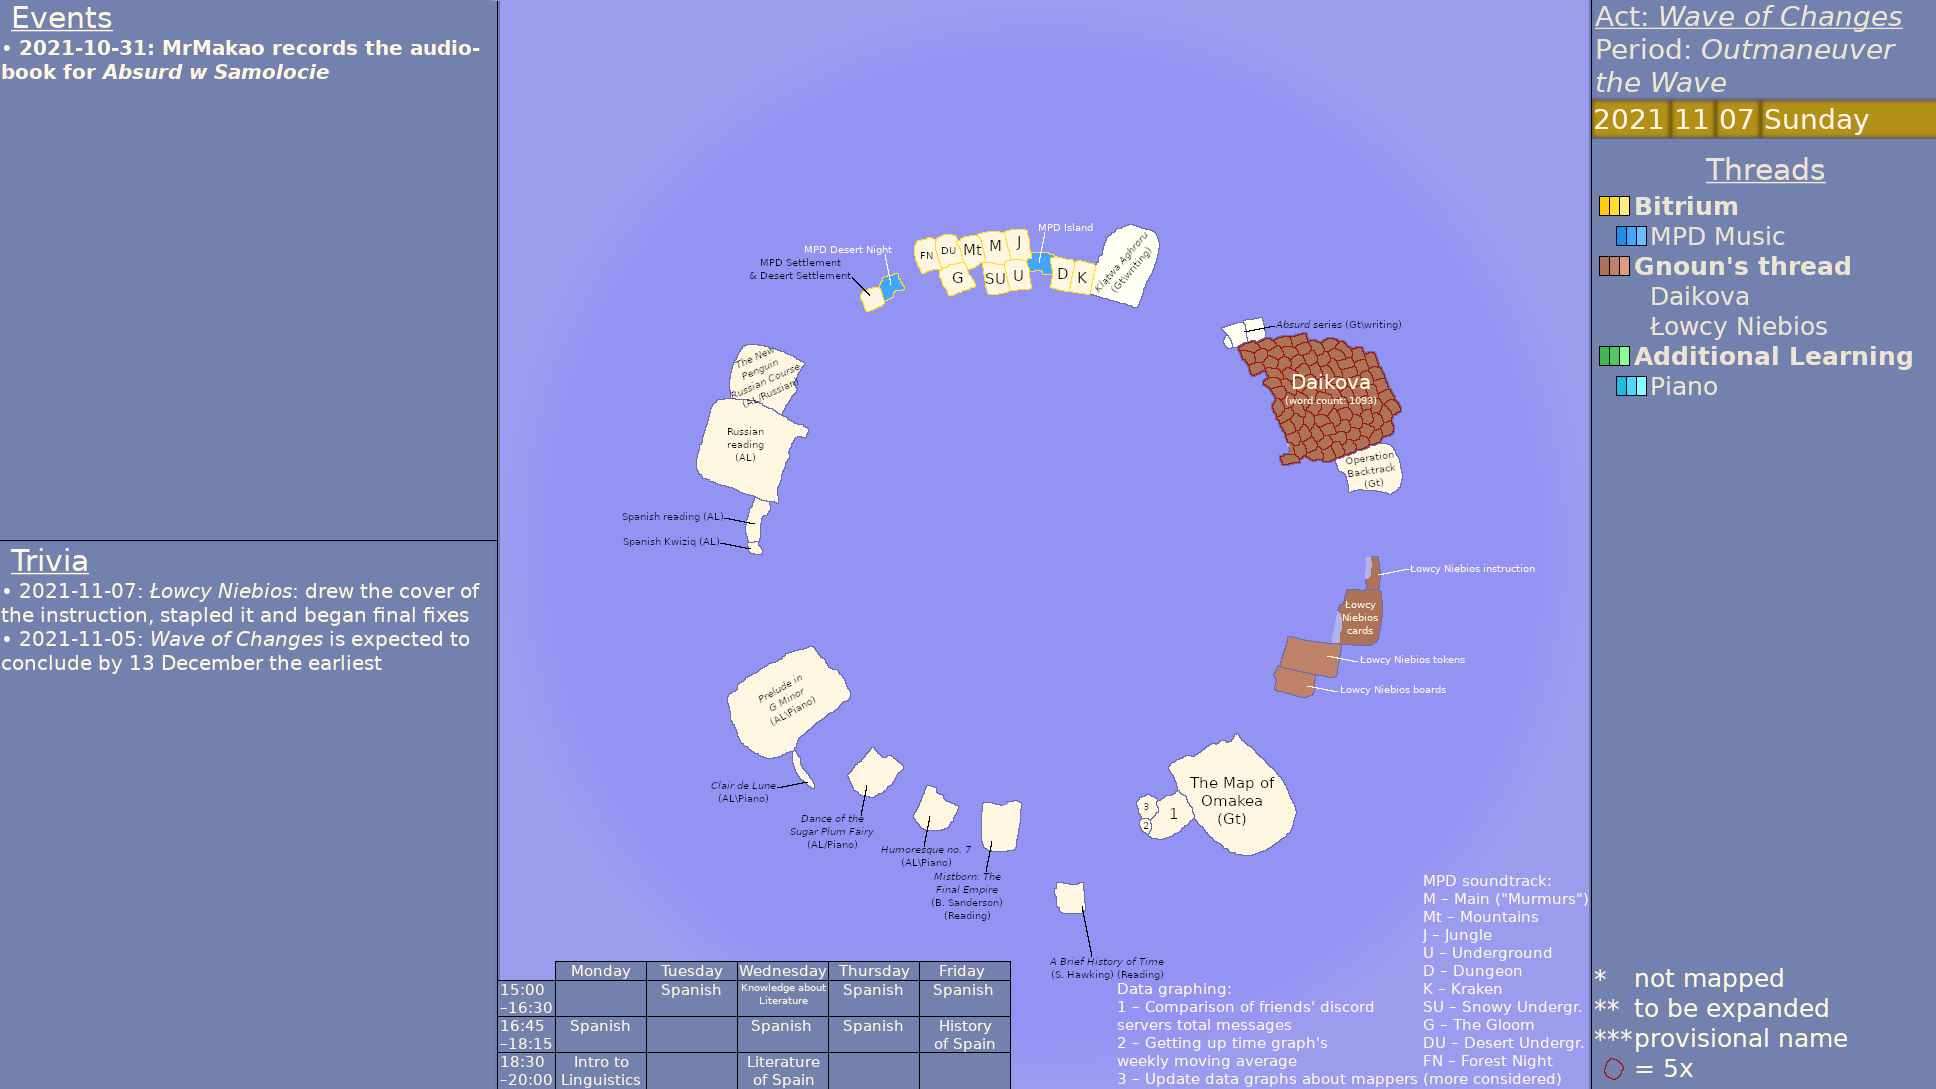 Events
• 2021-10-31: MrMakao records the audio-
book for Absurd w Samolocie
Trivia
• 2021-11-07: Łowcy Niebios: drew the cover of
the instruction, stapled it and began final fixes
• 2021-11-05: Wave of Changes is expected to
conclude by 13 December the earliest
MPD Desert Night
MPD Settlement
& Desert Settlement
FN
DU
Mt
M
J
G
SU
U
MPD Island
D
K
Klątwa Aghroru
(Gt\writing)
Absurd series (Gt\writing)
Daikova
(word count: 1093)
Operation
Backtrack
(Gt)
The New
Penguin
Russian Course
(AL/Russian)
Russian
reading
(AL)
Spanish reading (AL)
Spanish Kwiziq (AL)
Łowcy Niebios instruction
Łowcy
Niebios
cards
Łowcy Niebios tokens
Łowcy Niebios boards
Prelude in
G Minor
(AL\Piano)
Clair de Lune
(AL\Piano)
Dance of the
Sugar Plum Fairy
(AL/Piano)
Humoresque no. 7
(AL\Piano)
Mistborn: The
Final Empire
(B. Sanderson)
(Reading)
A Brief History of Time
(S. Hawking) (Reading)
The Map of
Omakea
(Gt)
1
2
3
Monday Tuesday Wednesday Thursday Friday
15:00
–16:30
Spanish
Knowledge about
Literature
Spanish
Spanish
16:45
–18:15
Spanish
Spanish
Spanish
History
of Spain
18:30
–20:00
Intro to
Linguistics
Literature
of Spain
Data graphing:
1 – Comparison of friends' discord
servers total messages
2 – Getting up time graph's
weekly moving average
3 – Update data graphs about mappers
MPD soundtrack:
M – Main ("Murmurs")
Mt – Mountains
J – Jungle
U – Underground
D – Dungeon
K – Kraken
SU – Snowy Undergr.
G – The Gloom
DU – Desert Undergr.
FN – Forest Night
(more considered)
Act: Wave of Changes
Period: Outmaneuver
the Wave
2021 11 07 Sunday
Threads
Bitrium
MPD Music
Gnoun's thread
Daikova
Łowcy Niebios
Additional Learning
Piano
* not mapped
** to be expanded
*** provisional name
= 5x